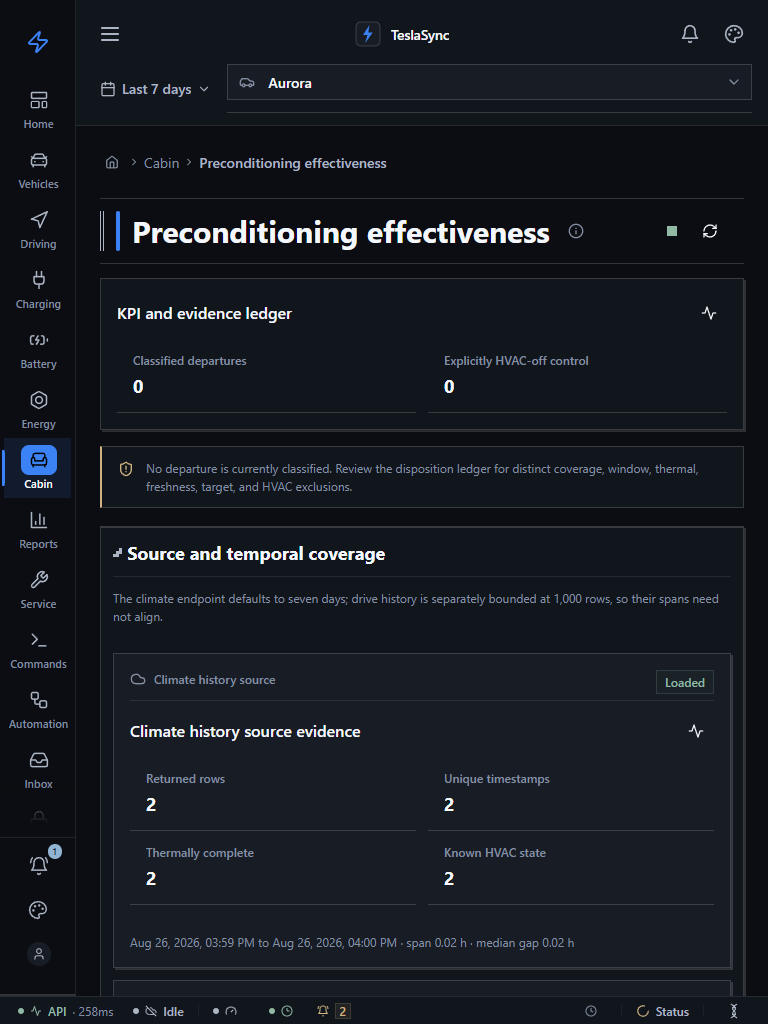 TeslaSync
Last 7 days
Aurora
Home
Vehicles
Driving
Charging
Battery
Energy
Cabin
Reports
Service
Commands
Automation
Inbox
1
Cabin
Preconditioning effectiveness
Preconditioning effectiveness
KPI and evidence ledger
Classified departures
Explicitly HVAC-off control
0
0
No departure is currently classified. Review the disposition ledger for distinct coverage, window, thermal,
freshness, target, and HVAC exclusions.
Source and temporal coverage
The climate endpoint defaults to seven days; drive history is separately bounded at 1,000 rows, so their spans need
not align.
Climate history source
Loaded
Climate history source evidence
Returned rows
Unique timestamps
2
2
Thermally complete
Known HVAC state
2
2
Aug 26, 2026, 03:59 PM to Aug 26, 2026, 04:00 PM · span 0.02 h · median gap 0.02 h
API · 258ms
Idle
2
Status